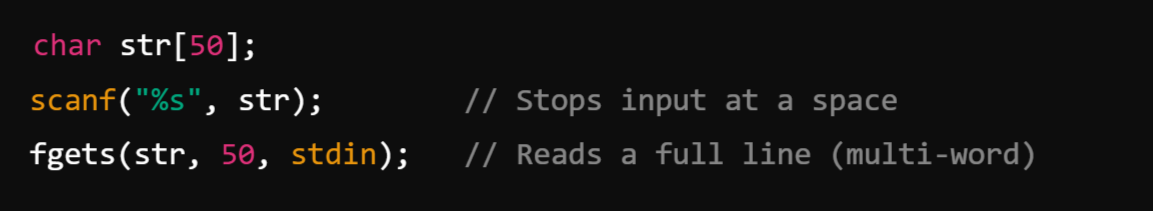 char str[50];
scanf("%s", str);        // Stops input at a space
fgets(str, 50, stdin);   // Reads a full line (multi-word)